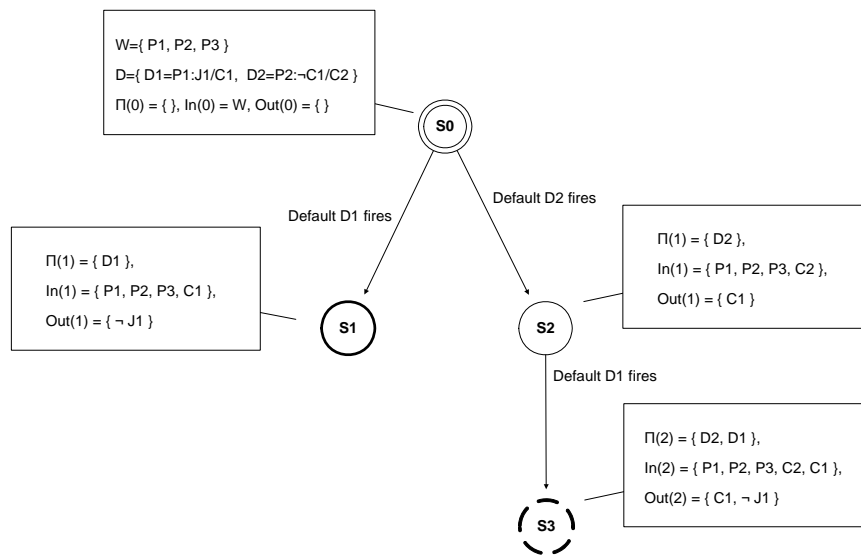 W={ P1, P2, P3 }
D={ D1=P1:J1/C1,  D2=P2:¬C1/C2 }
Π(0) = { }, In(0) = W, Out(0) = { }
S0
Default D1 fires
Default D2 fires
Π(1) = { D1 },
In(1) = { P1, P2, P3, C1 },
Out(1) = { ¬ J1 }
S1
S2
Π(1) = { D2 },
In(1) = { P1, P2, P3, C2 },
Out(1) = { C1 }
Default D1 fires
S3
Π(2) = { D2, D1 },
In(2) = { P1, P2, P3, C2, C1 },
Out(2) = { C1, ¬ J1 }